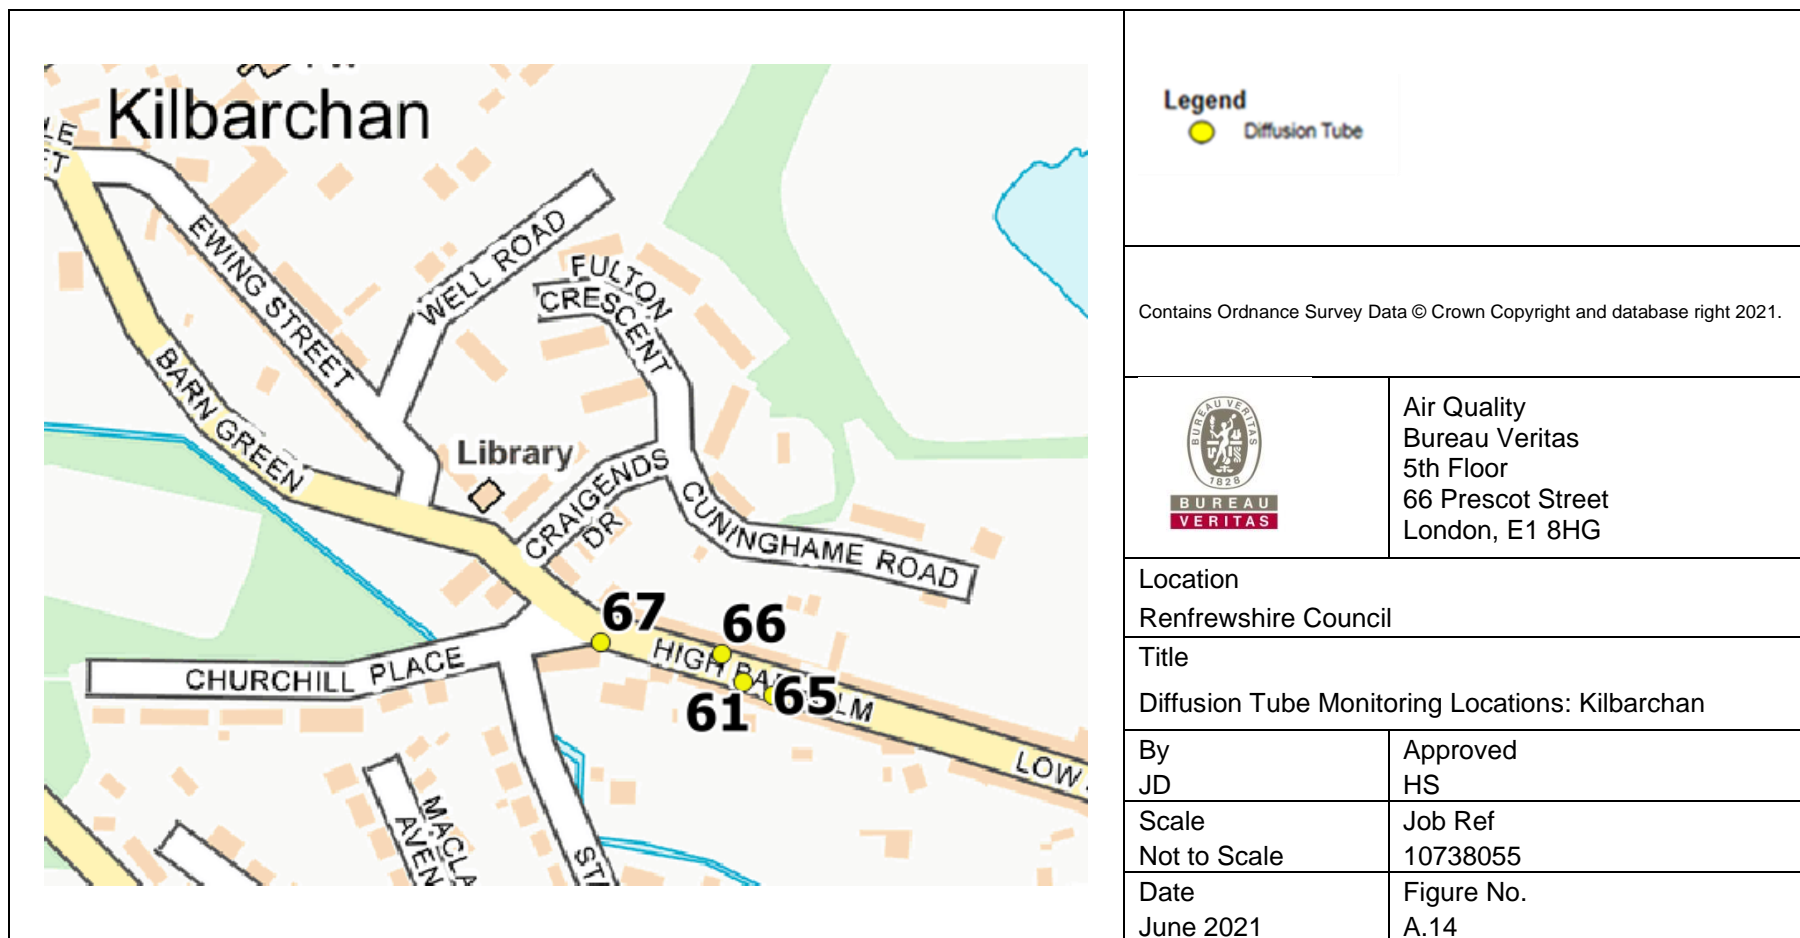 Kilbarchan
EWING STREET
WELL ROAD
FULTON
CRESCENT
BARN GREEN
Library
CRAIGENDS
DR
CUNINGHAME ROAD
67
66
HIGH
61
65
CHURCHILL PLACE
LOW
Legend
Diffusion Tube
Contains Ordnance Survey Data © Crown Copyright and database right 2021.
BUREAU VERITAS
1828
BUREAU
VERITAS
Air Quality
Bureau Veritas
5th Floor
66 Prescot Street
London, E1 8HG
Location
Renfrewshire Council
Title
Diffusion Tube Monitoring Locations: Kilbarchan
By
JD
Approved
HS
Scale
Not to Scale
Job Ref
10738055
Date
June 2021
Figure No.
A.14